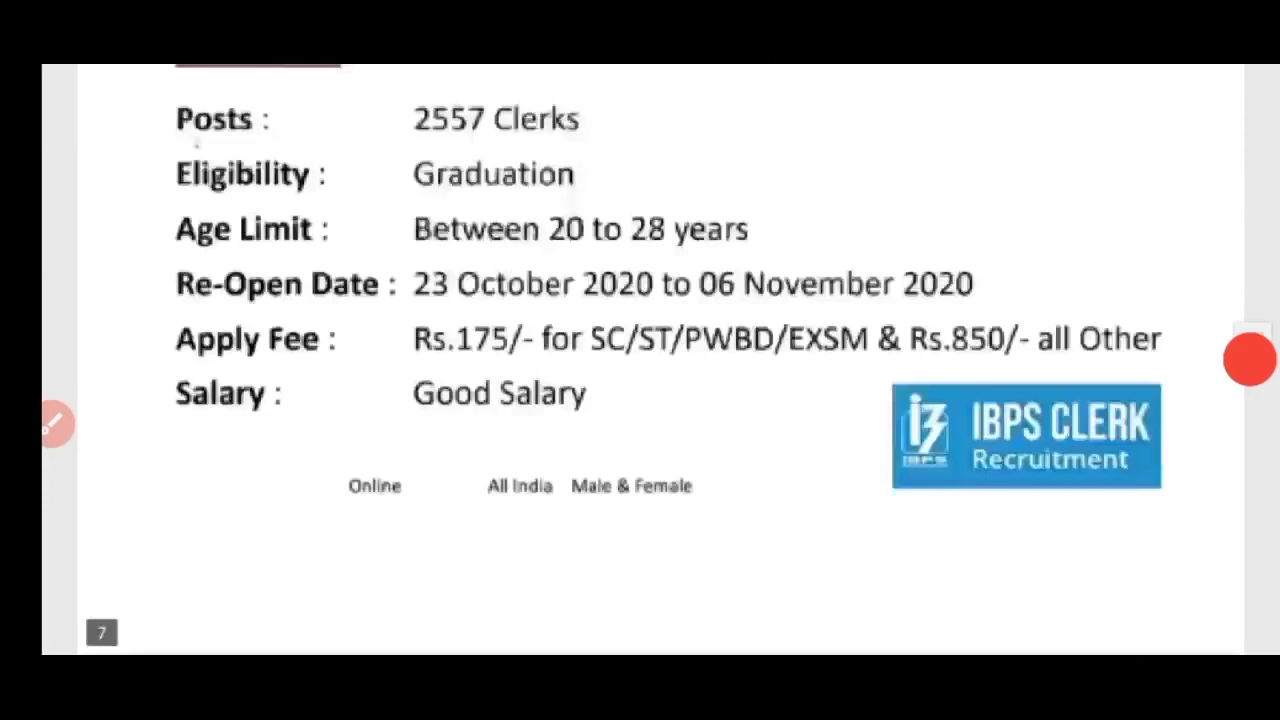 Posts : 2557 Clerks
Eligibility : Graduation
Age Limit : Between 20 to 28 years
Re-Open Date : 23 October 2020 to 06 November 2020
Apply Fee : Rs.175/- for SC/ST/PWBD/EXSM & Rs.850/- all Other
Salary : Good Salary
IBPS CLERK
IBPS Recruitment
Online All India Male & Female
7